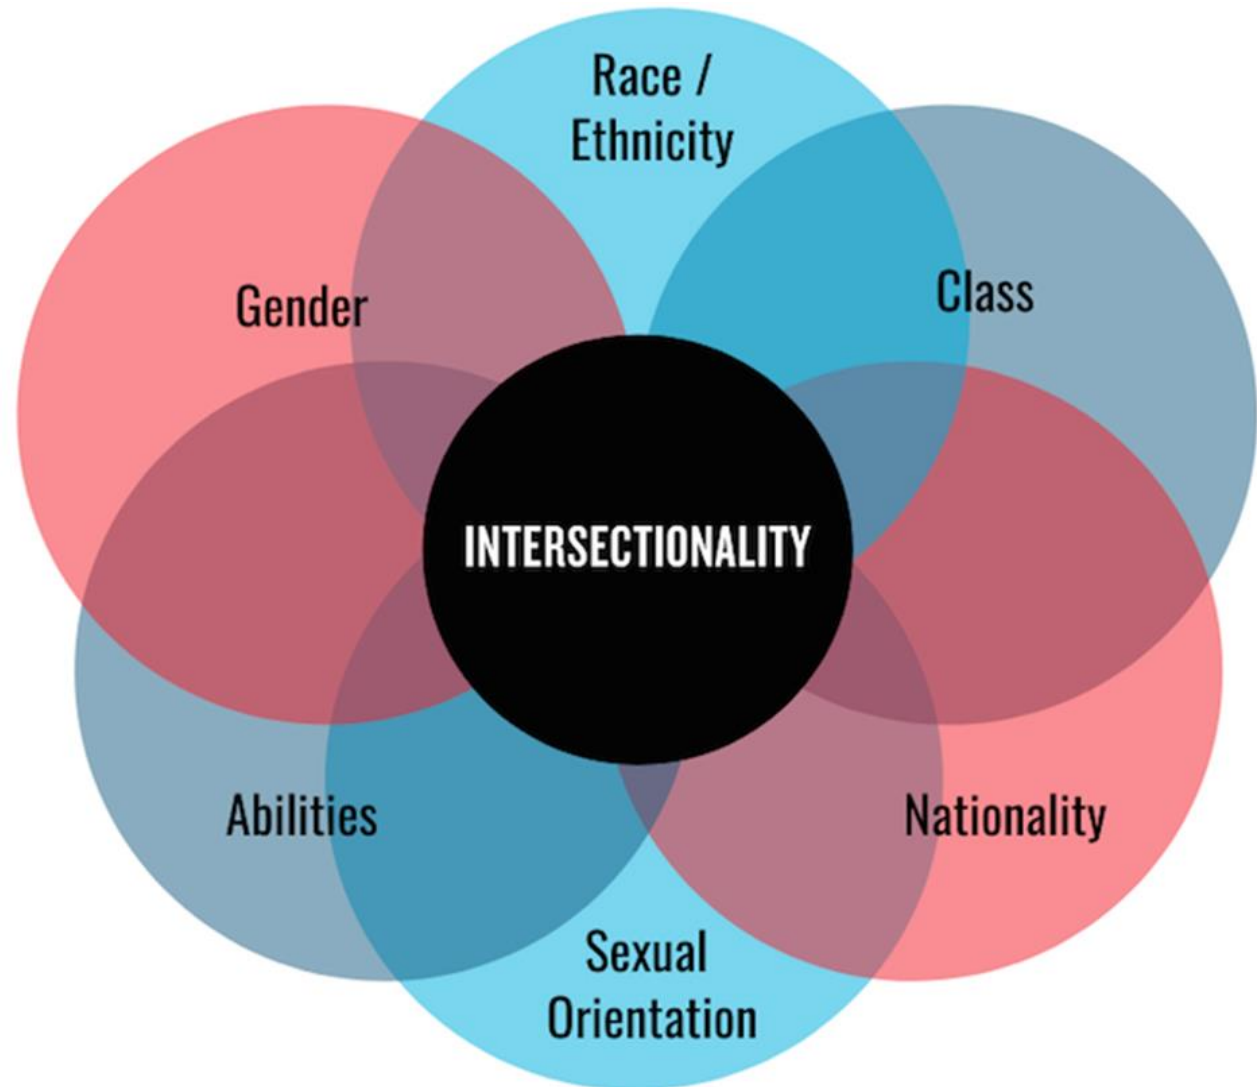 Race /
Ethnicity
Gender
Class
INTERSECTIONALITY
Abilities
Nationality
Sexual
Orientation